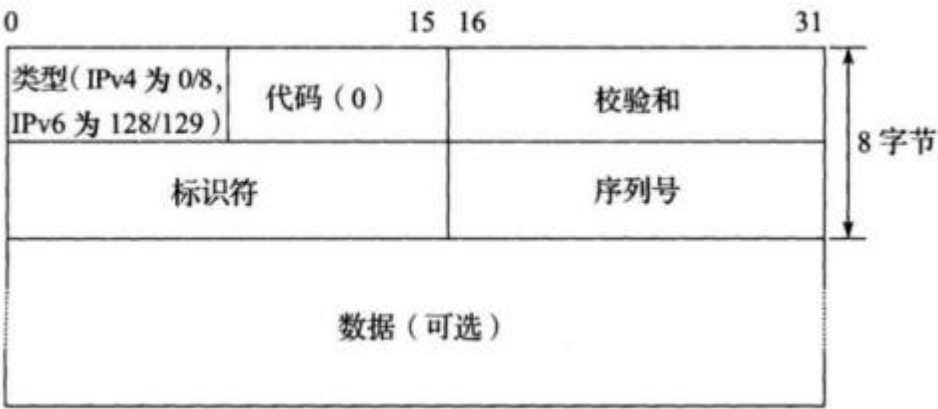 0 15 16 31
类型（IPv4 为 0/8,
IPv6 为 128/129）
代码（0）
校验和
8 字节
标识符
序列号
数据（可选）